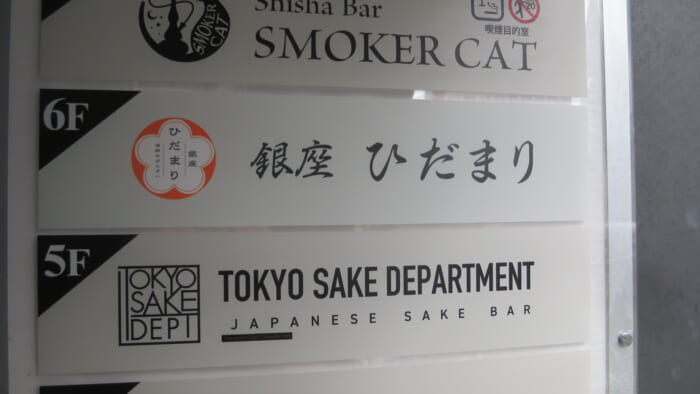 SMOKER
CAT
Shisha Bar
SMOKER CAT
20
喫煙目的室
6F
ひだまり
銀座
銀座 ひだまり
5F
TOKYO
SAKE
DEPT
TOKYO SAKE DEPARTMENT
JAPANESE SAKE BAR